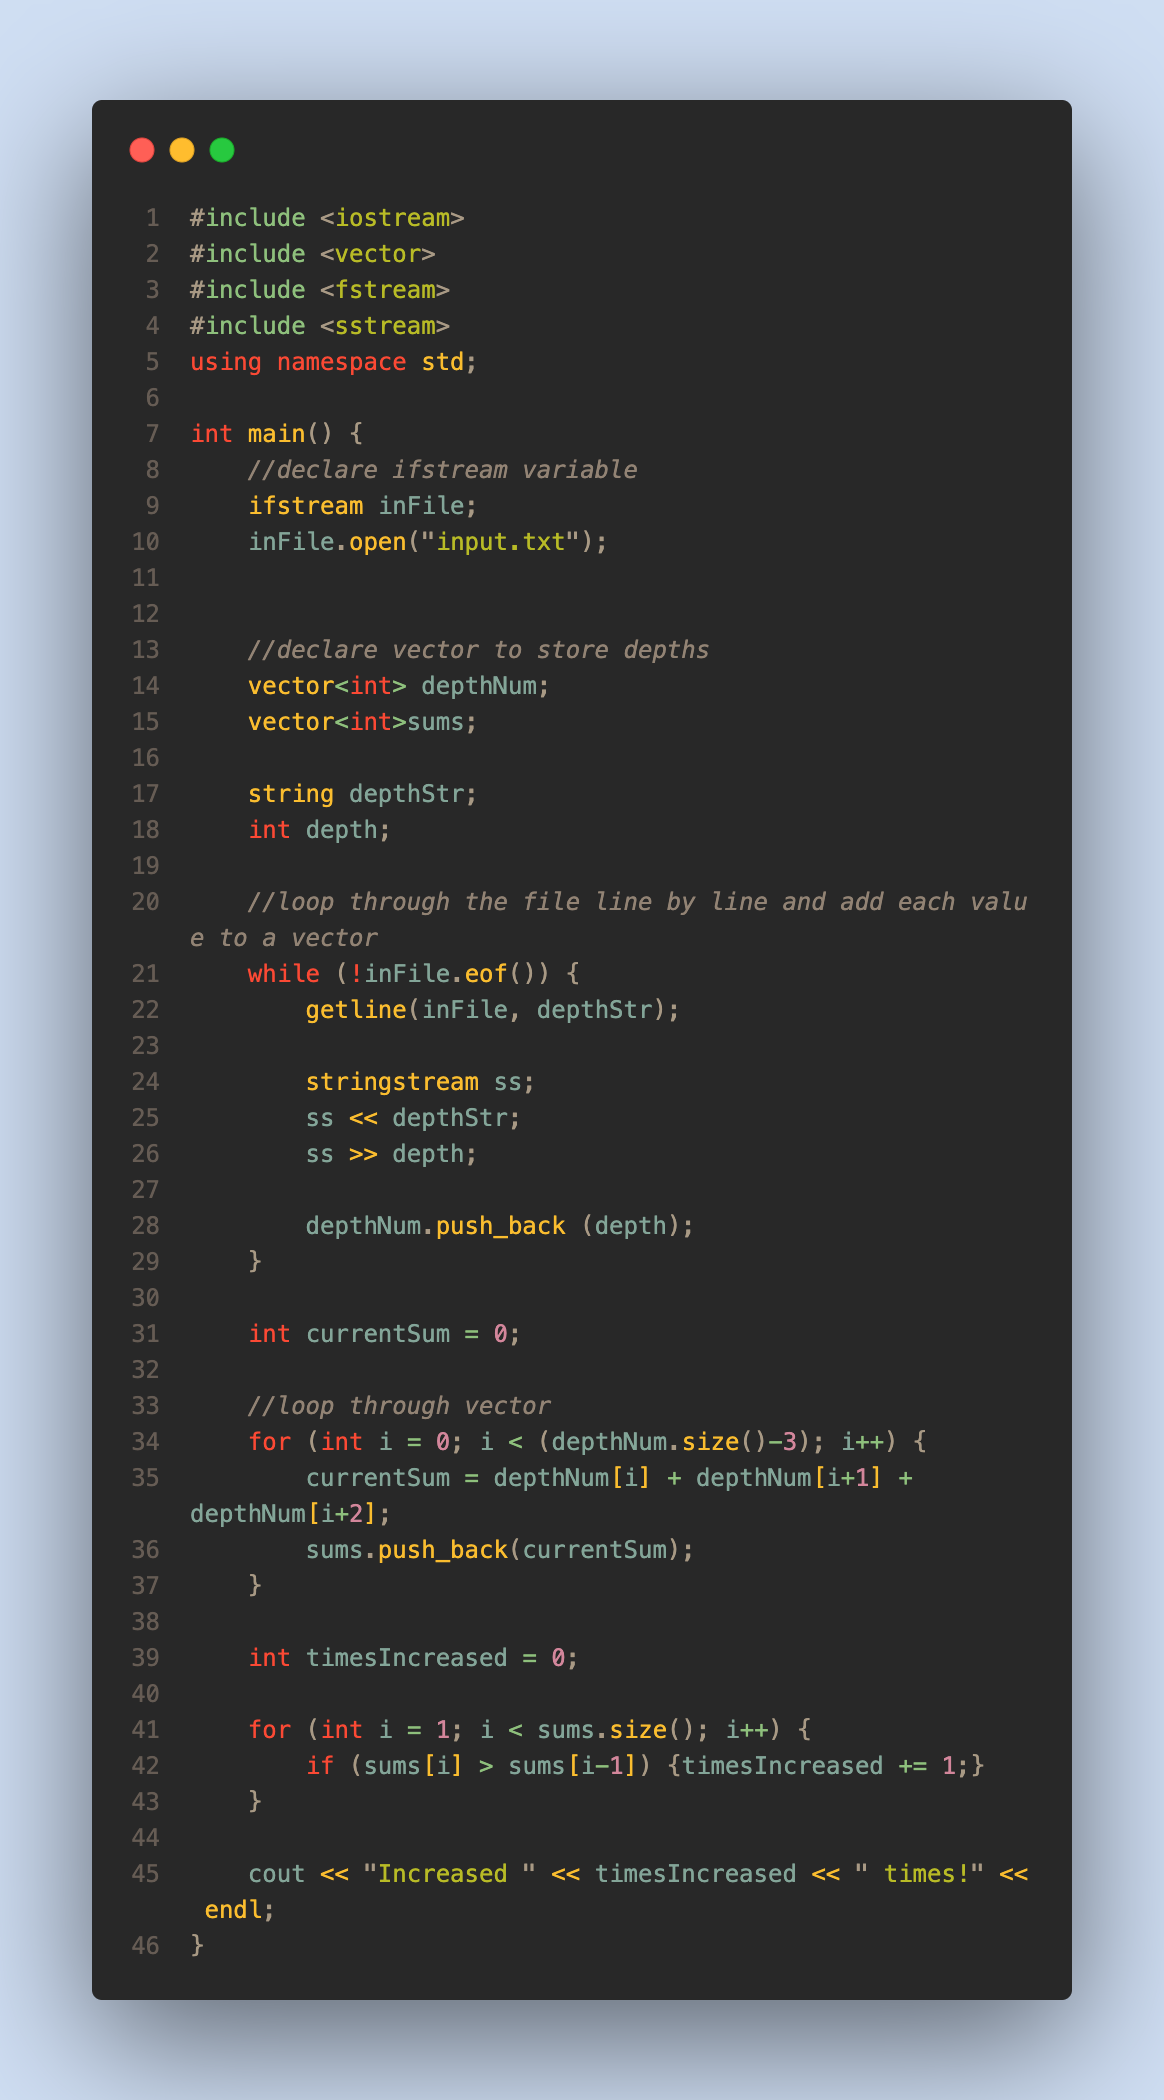 1 #include <iostream>
2 #include <vector>
3 #include <fstream>
4 #include <sstream>
5 using namespace std;
6
7 int main() {
8     //declare ifstream variable
9     ifstream inFile;
10     inFile.open("input.txt");
11
12
13     //declare vector to store depths
14     vector<int> depthNum;
15     vector<int>sums;
16
17     string depthStr;
18     int depth;
19
20     //loop through the file line by line and add each valu
e to a vector
21     while (!inFile.eof()) {
22         getline(inFile, depthStr);
23
24         stringstream ss;
25         ss << depthStr;
26         ss >> depth;
27
28         depthNum.push_back (depth);
29     }
30
31     int currentSum = 0;
32
33     //loop through vector
34     for (int i = 0; i < (depthNum.size()-3); i++) {
35         currentSum = depthNum[i] + depthNum[i+1] +
depthNum[i+2];
36         sums.push_back(currentSum);
37     }
38
39     int timesIncreased = 0;
40
41     for (int i = 1; i < sums.size(); i++) {
42         if (sums[i] > sums[i-1]) {timesIncreased += 1;}
43     }
44
45     cout << "Increased " << timesIncreased << " times!" <<
 endl;
46 }